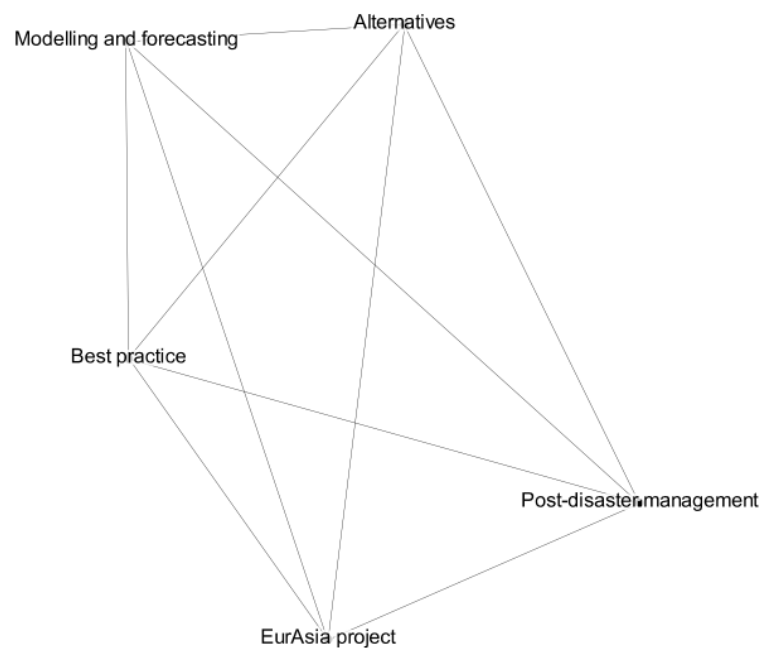 Alternatives
Modelling and forecasting
Best practice
Post-disaster management
EurAsia project